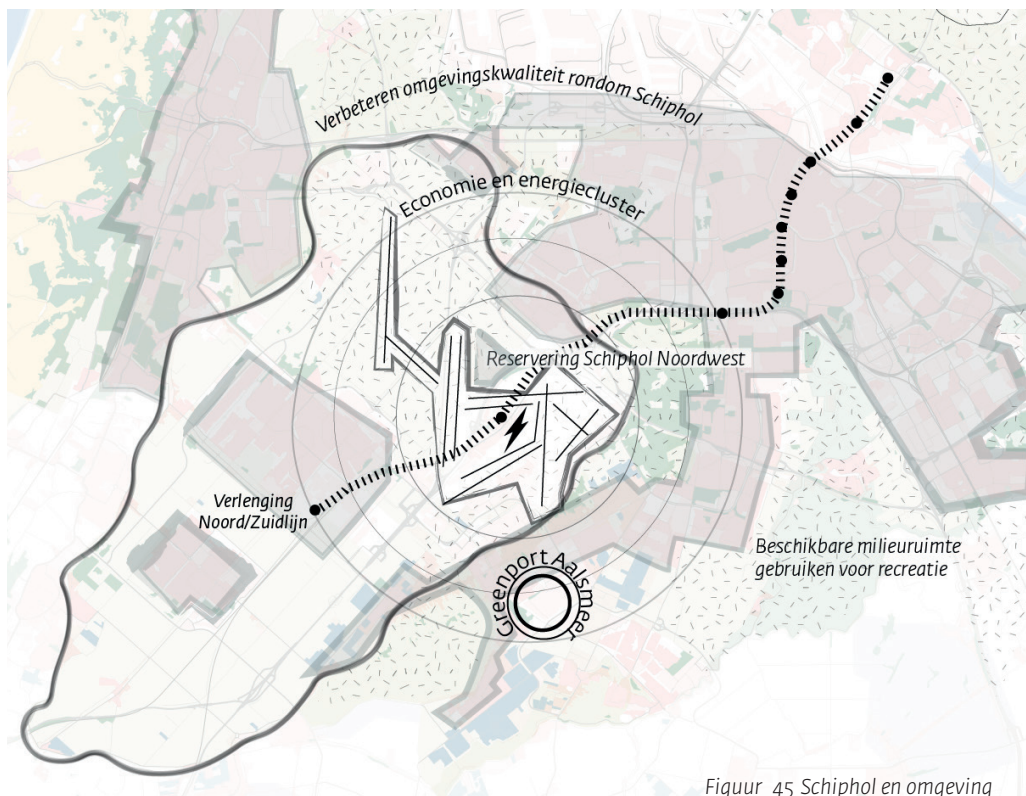 Verbeteren omgevingskwaliteit rondom Schiphol
Economie en energiecluster
Reservering Schiphol Noordwest
Verlenging
Noord/Zuidlijn
Beschikbare milieuruimte
gebruiken voor recreatie
Greenport Aalsmeer
Figuur 45 Schiphol en omgeving